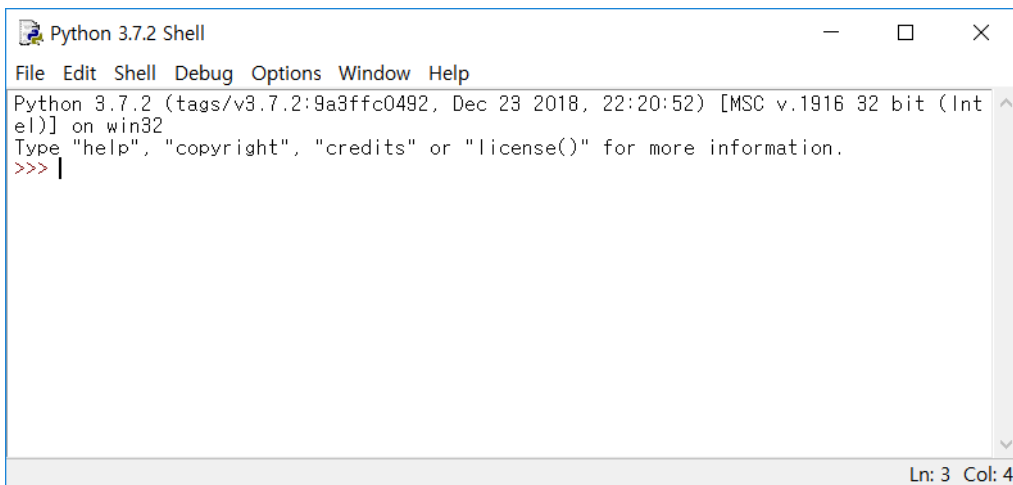 Python 3.7.2 Shell
File Edit Shell Debug Options Window Help
Python 3.7.2 (tags/v3.7.2:9a3ffc0492, Dec 23 2018, 22:20:52) [MSC v.1916 32 bit (Int
el)] on win32
Type "help", "copyright", "credits" or "license()" for more information.
>>>
Ln: 3 Col: 4